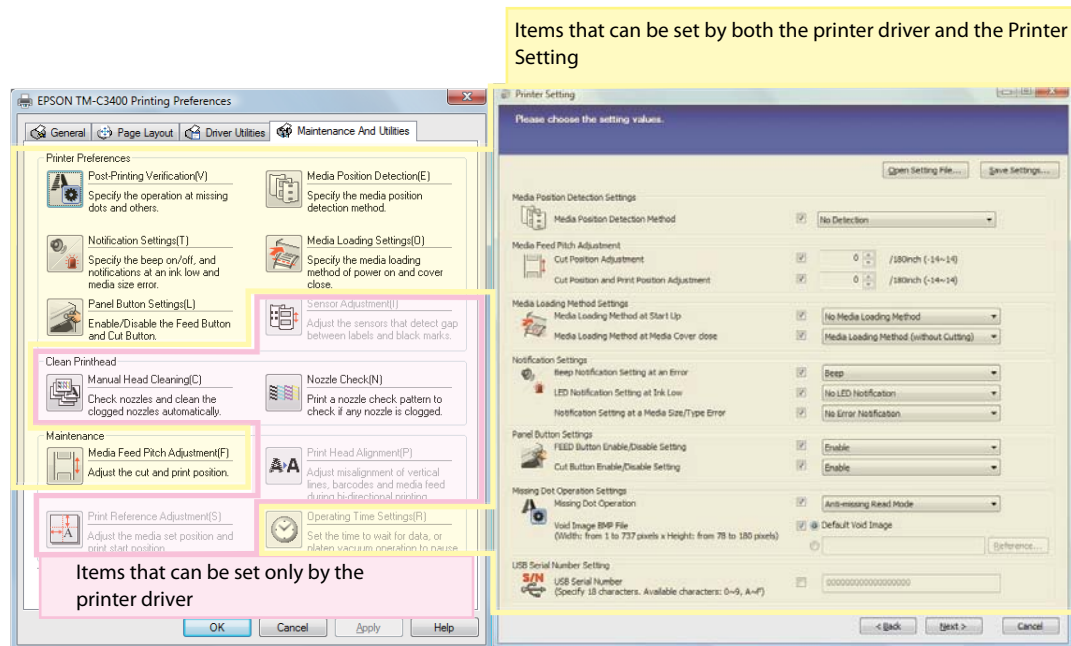 Items that can be set by both the printer driver and the Printer
Setting
EPSON TM-C3400 Printing Preferences
General
Page Layout
Driver Utilities
Maintenance And Utilities
Printer Preferences
Post-Printing Verification(V)
Specify the operation at missing
dots and others.
Media Position Detection(E)
Specify the media position
detection method.
Notification Settings(T)
Specify the beep on/off, and
notifications at an ink low and
media size error.
Media Loading Settings(O)
Specify the media loading
method of power on and cover
close.
Panel Button Settings(L)
Enable/Disable the Feed Button
and Cut Button.
Sensor Adjustment(I)
Adjust the sensors that detect gap
between labels and black marks.
Clean Printhead
Manual Head Cleaning(C)
Check nozzles and clean the
clogged nozzles automatically.
Nozzle Check(N)
Print a nozzle check pattern to
check if any nozzle is clogged.
Maintenance
Media Feed Pitch Adjustment(F)
Adjust the cut and print position.
Print Head Alignment(P)
Adjust misalignment of vertical
lines, barcodes and media feed
during bi-directional printing.
Print Reference Adjustment(S)
Adjust the media set position and
print start position.
Operating Time Settings(R)
Set the time to wait for data, or
platen vacuum operation to pause
Items that can be set only by the
printer driver
OK
Cancel
Apply
Help
Printer Setting
Please choose the setting values.
Open Setting File...
Save Settings...
Media Position Detection Settings
Media Position Detection Method
No Detection
Media Feed Pitch Adjustment
Cut Position Adjustment
0 /180inch (-14~14)
Cut Position and Print Position Adjustment
0 /180inch (-14~14)
Media Loading Method Settings
Media Loading Method at Start Up
No Media Loading Method
Media Loading Method at Media Cover close
Media Loading Method (without Cutting)
Notification Settings
Beep Notification Setting at an Error
Beep
LED Notification Setting at Ink Low
No LED Notification
Notification Setting at a Media Size/Type Error
No Error Notification
Panel Button Settings
FEED Button Enable/Disable Setting
Enable
Cut Button Enable/Disable Setting
Enable
Missing Dot Operation Settings
Missing Dot Operation
Anti-missing Read Mode
Void Image BMP File
(Width: from 1 to 737 pixels x Height: from 78 to 180 pixels)
Default Void Image
Reference...
USB Serial Number Setting
S/N
USB Serial Number
(Specify 18 characters. Available characters: 0~9, A~F)
000000000000000000
< Back
Next >
Cancel